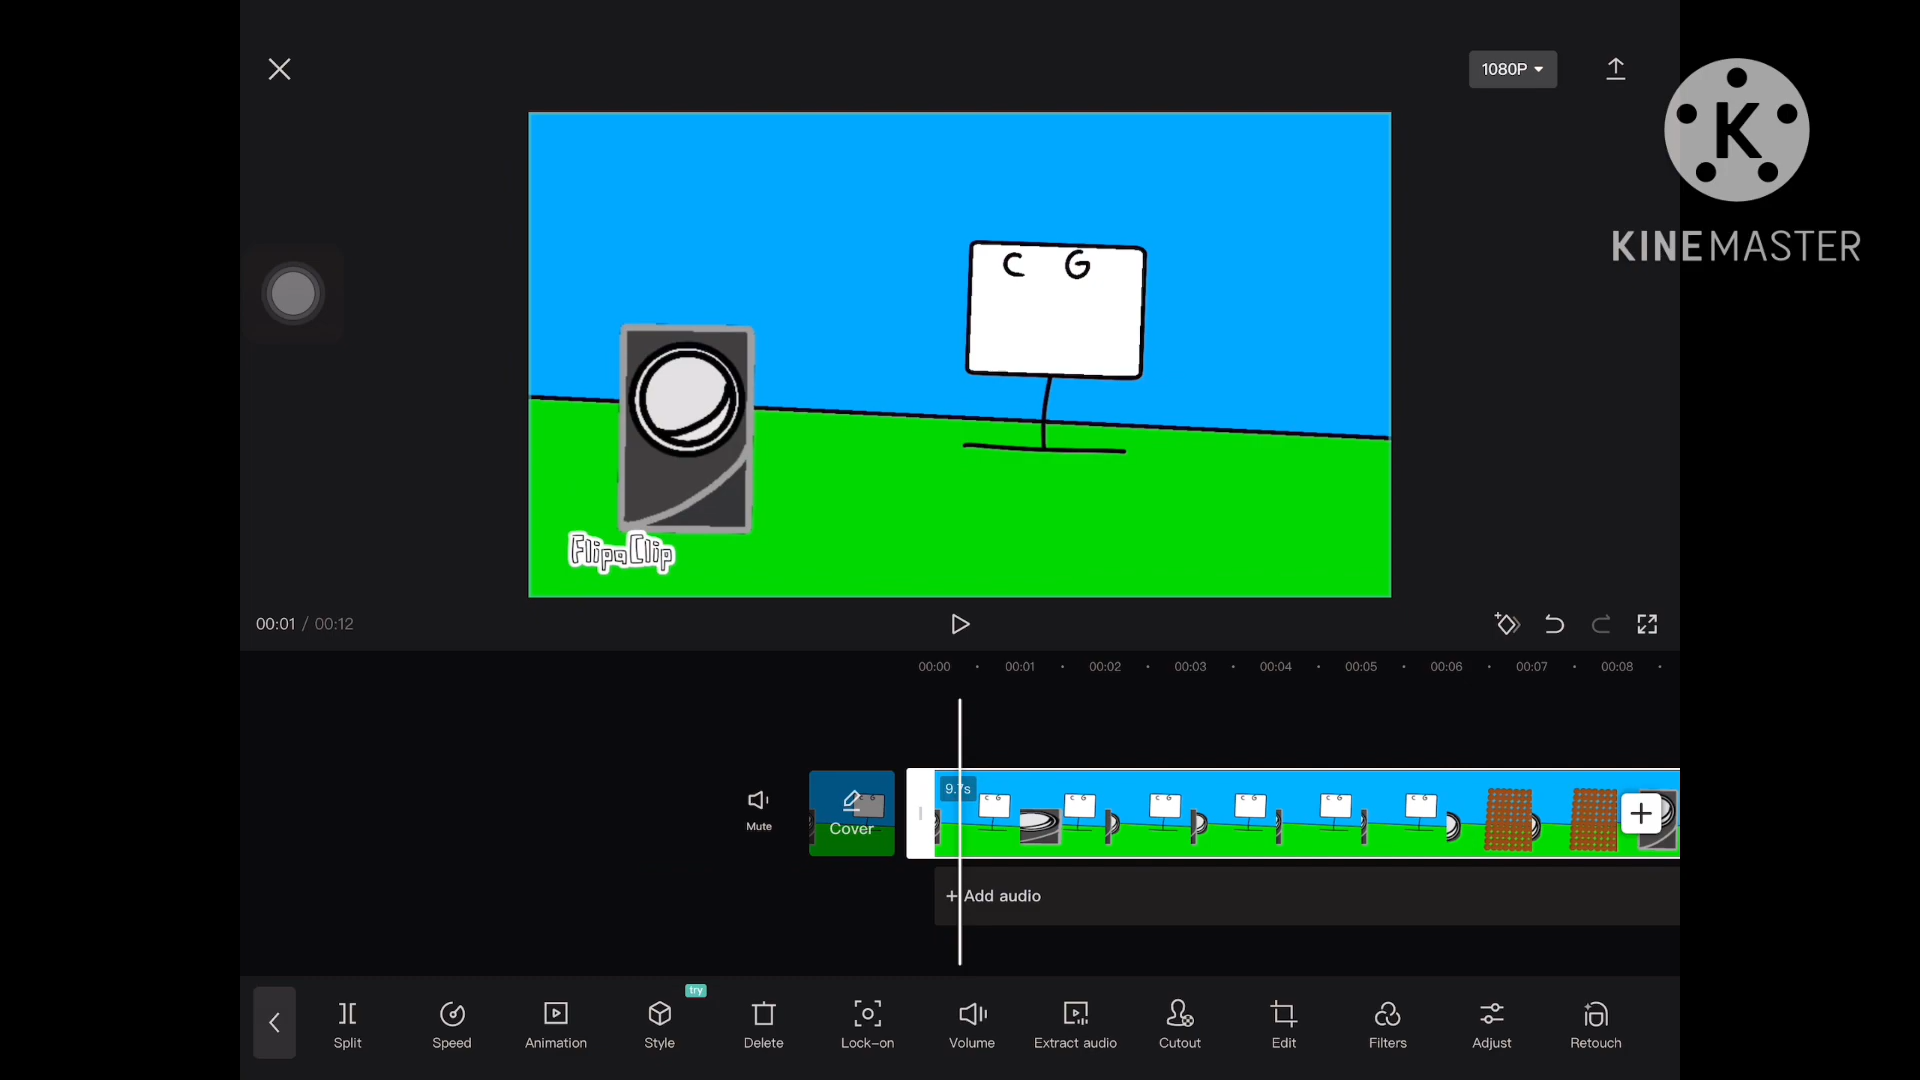 1080P
KINEMASTER
K
C G
FlipaClip
00:01 / 00:12
00:00 00:01 00:02 00:03 00:04 00:05 00:06 00:07 00:08
9.7s
C G C G C G C G C G C G
Mute
Cover
+ Add audio
try
Split Speed Animation Style Delete Lock-on Volume Extract audio Cutout Edit Filters Adjust Retouch